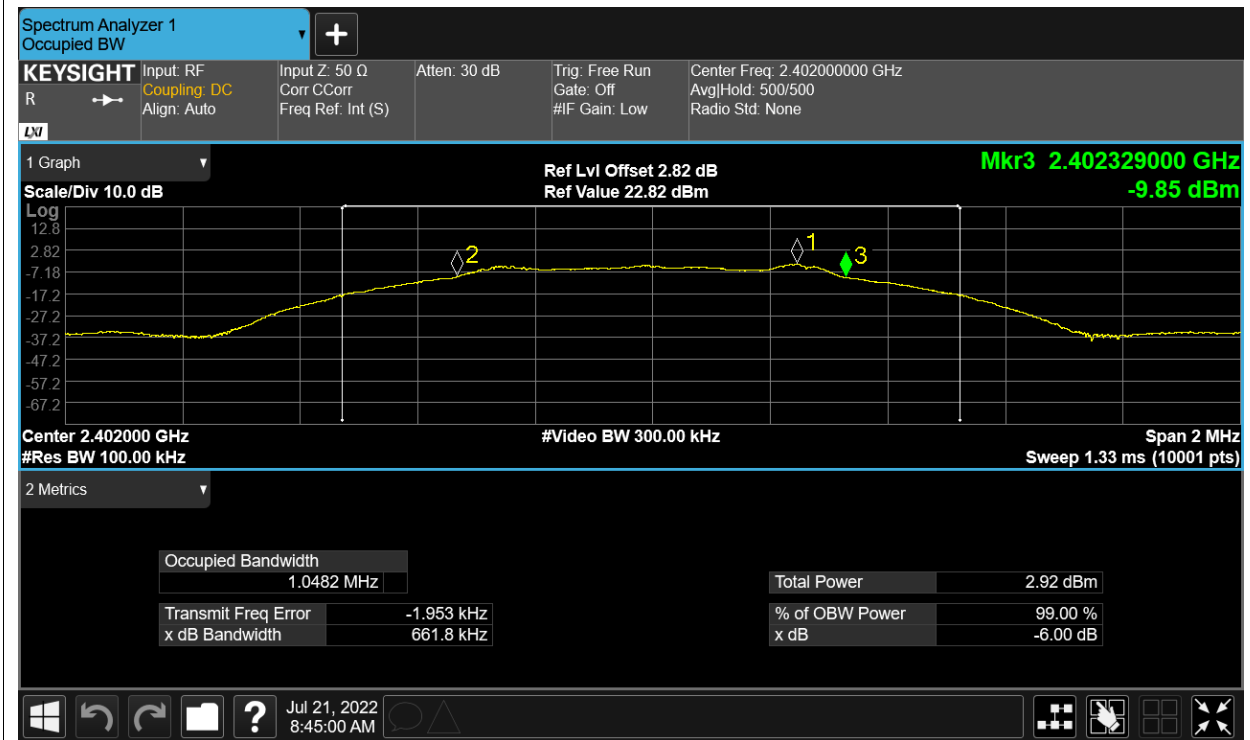 Spectrum Analyzer 1
Occupied BW
KEYSIGHT
R
LXI
Input: RF
Coupling: DC
Align: Auto
Input Z: 50 Ω
Corr CCorr
Freq Ref: Int (S)
Atten: 30 dB
Trig: Free Run
Gate: Off
#IF Gain: Low
Center Freq: 2.402000000 GHz
Avg|Hold: 500/500
Radio Std: None
1 Graph
Scale/Div 10.0 dB
Ref Lvl Offset 2.82 dB
Ref Value 22.82 dBm
Mkr3 2.402329000 GHz
-9.85 dBm
Log
12.8
2.82
-7.18
-17.2
-27.2
-37.2
-47.2
-57.2
-67.2
2
1
3
Center 2.402000 GHz
#Res BW 100.00 kHz
#Video BW 300.00 kHz
Span 2 MHz
Sweep 1.33 ms (10001 pts)
2 Metrics
Occupied Bandwidth
1.0482 MHz
Transmit Freq Error -1.953 kHz
x dB Bandwidth 661.8 kHz
Total Power 2.92 dBm
% of OBW Power 99.00 %
x dB -6.00 dB
?
Jul 21, 2022
8:45:00 AM